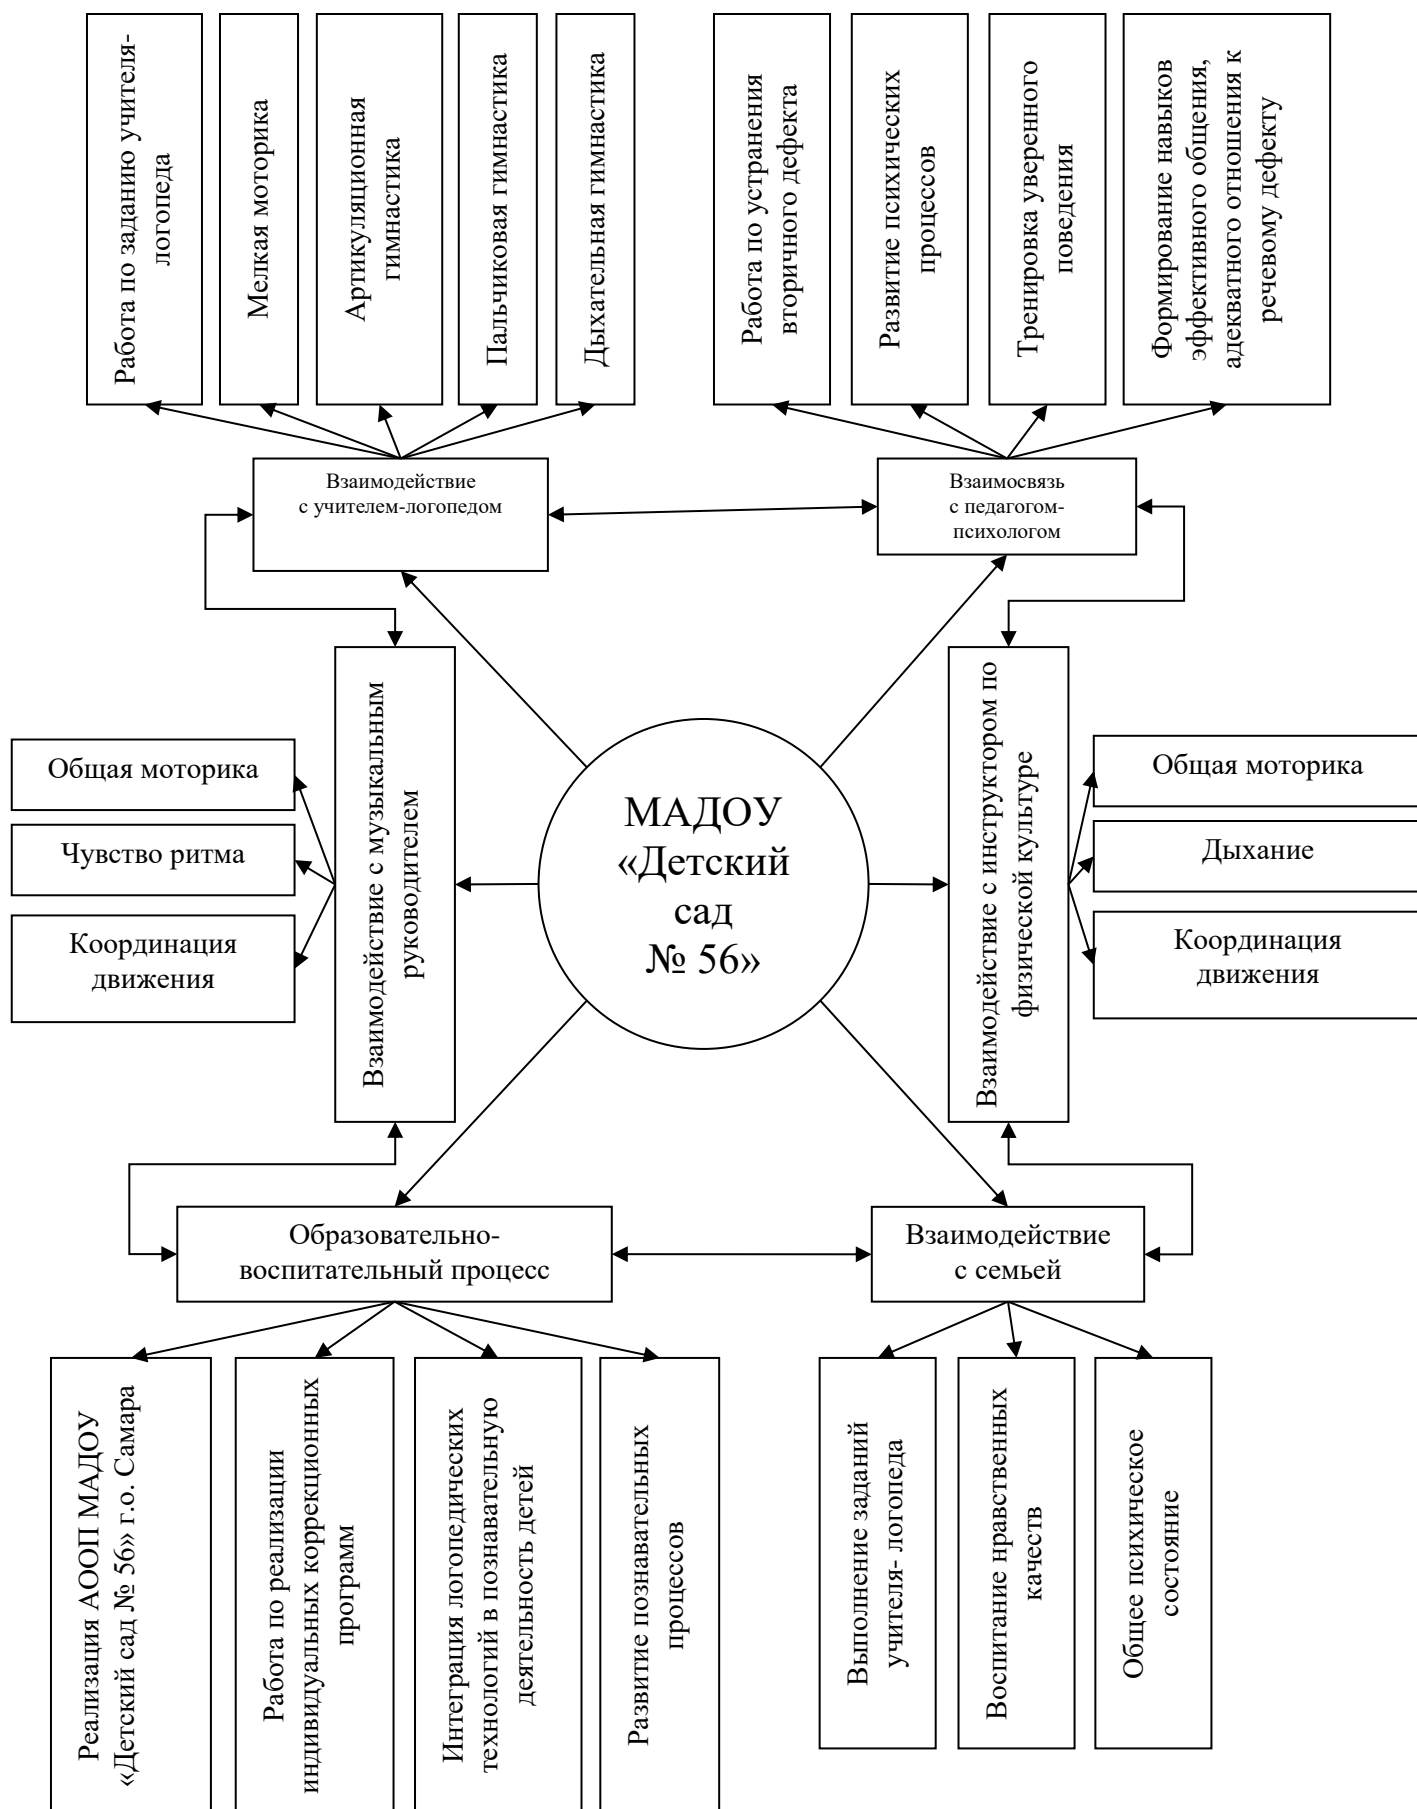 Работа по заданию учителя-
логопеда
Мелкая моторика
Артикуляционная
гимнастика
Пальчиковая гимнастика
Дыхательная гимнастика
Работа по устранения
вторичного дефекта
Развитие психических
процессов
Тренировка уверенного
поведения
Формирование навыков
эффективного общения,
адекватного отношения к
речевому дефекту
Взаимодействие
с учителем-логопедом
Взаимосвязь
с педагогом-
психологом
Взаимодействие с музыкальным
руководителем
Общая моторика
Чувство ритма
Координация
движения
МАДОУ
«Детский
сад
№ 56»
Взаимодействие с инструктором по
физической культуре
Общая моторика
Дыхание
Координация
движения
Образовательно-
воспитательный процесс
Взаимодействие
с семьей
Реализация АООП МАДОУ
«Детский сад № 56» г.о. Самара
Работа по реализации
индивидуальных коррекционных
программ
Интеграция логопедических
технологий в познавательную
деятельность детей
Развитие познавательных
процессов
Выполнение заданий
учителя- логопеда
Воспитание нравственных
качеств
Общее психическое
состояние